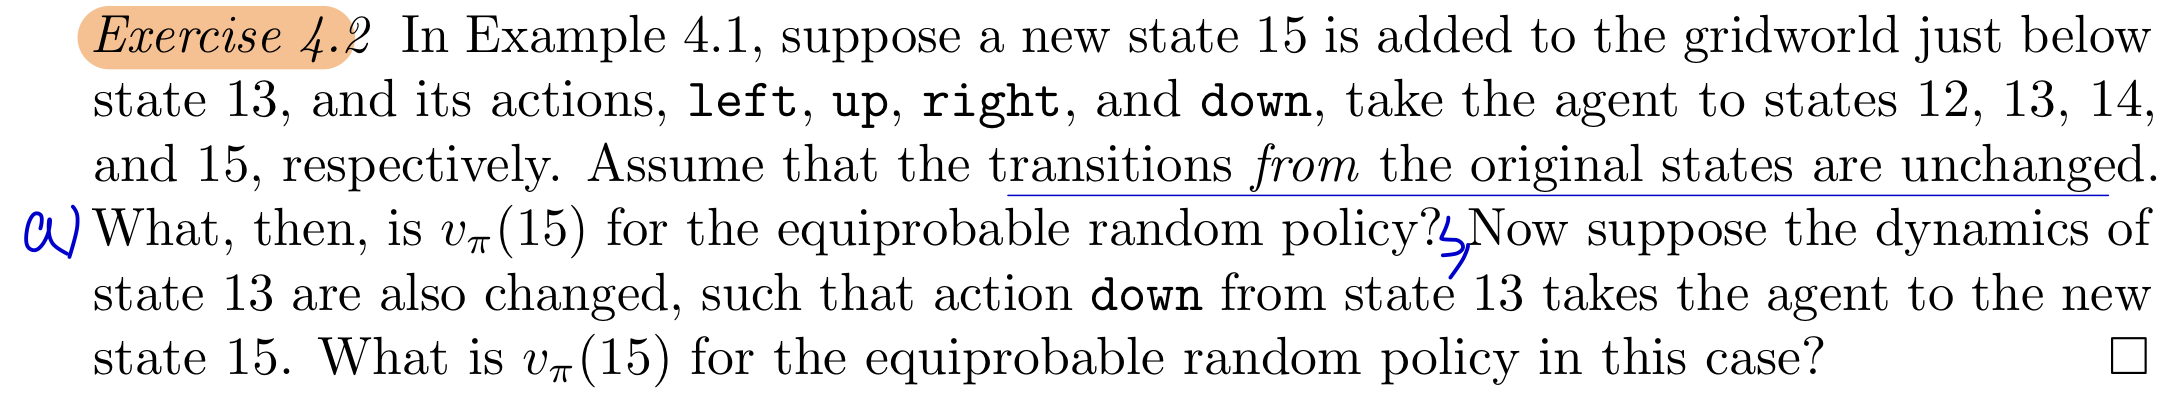 Exercise 4.2 In Example 4.1, suppose a new state 15 is added to the gridworld just below
state 13, and its actions, left, up, right, and down, take the agent to states 12, 13, 14,
and 15, respectively. Assume that the transitions from the original states are unchanged.
a) What, then, is vπ(15) for the equiprobable random policy? Now suppose the dynamics of
state 13 are also changed, such that action down from state 13 takes the agent to the new
state 15. What is vπ(15) for the equiprobable random policy in this case? □